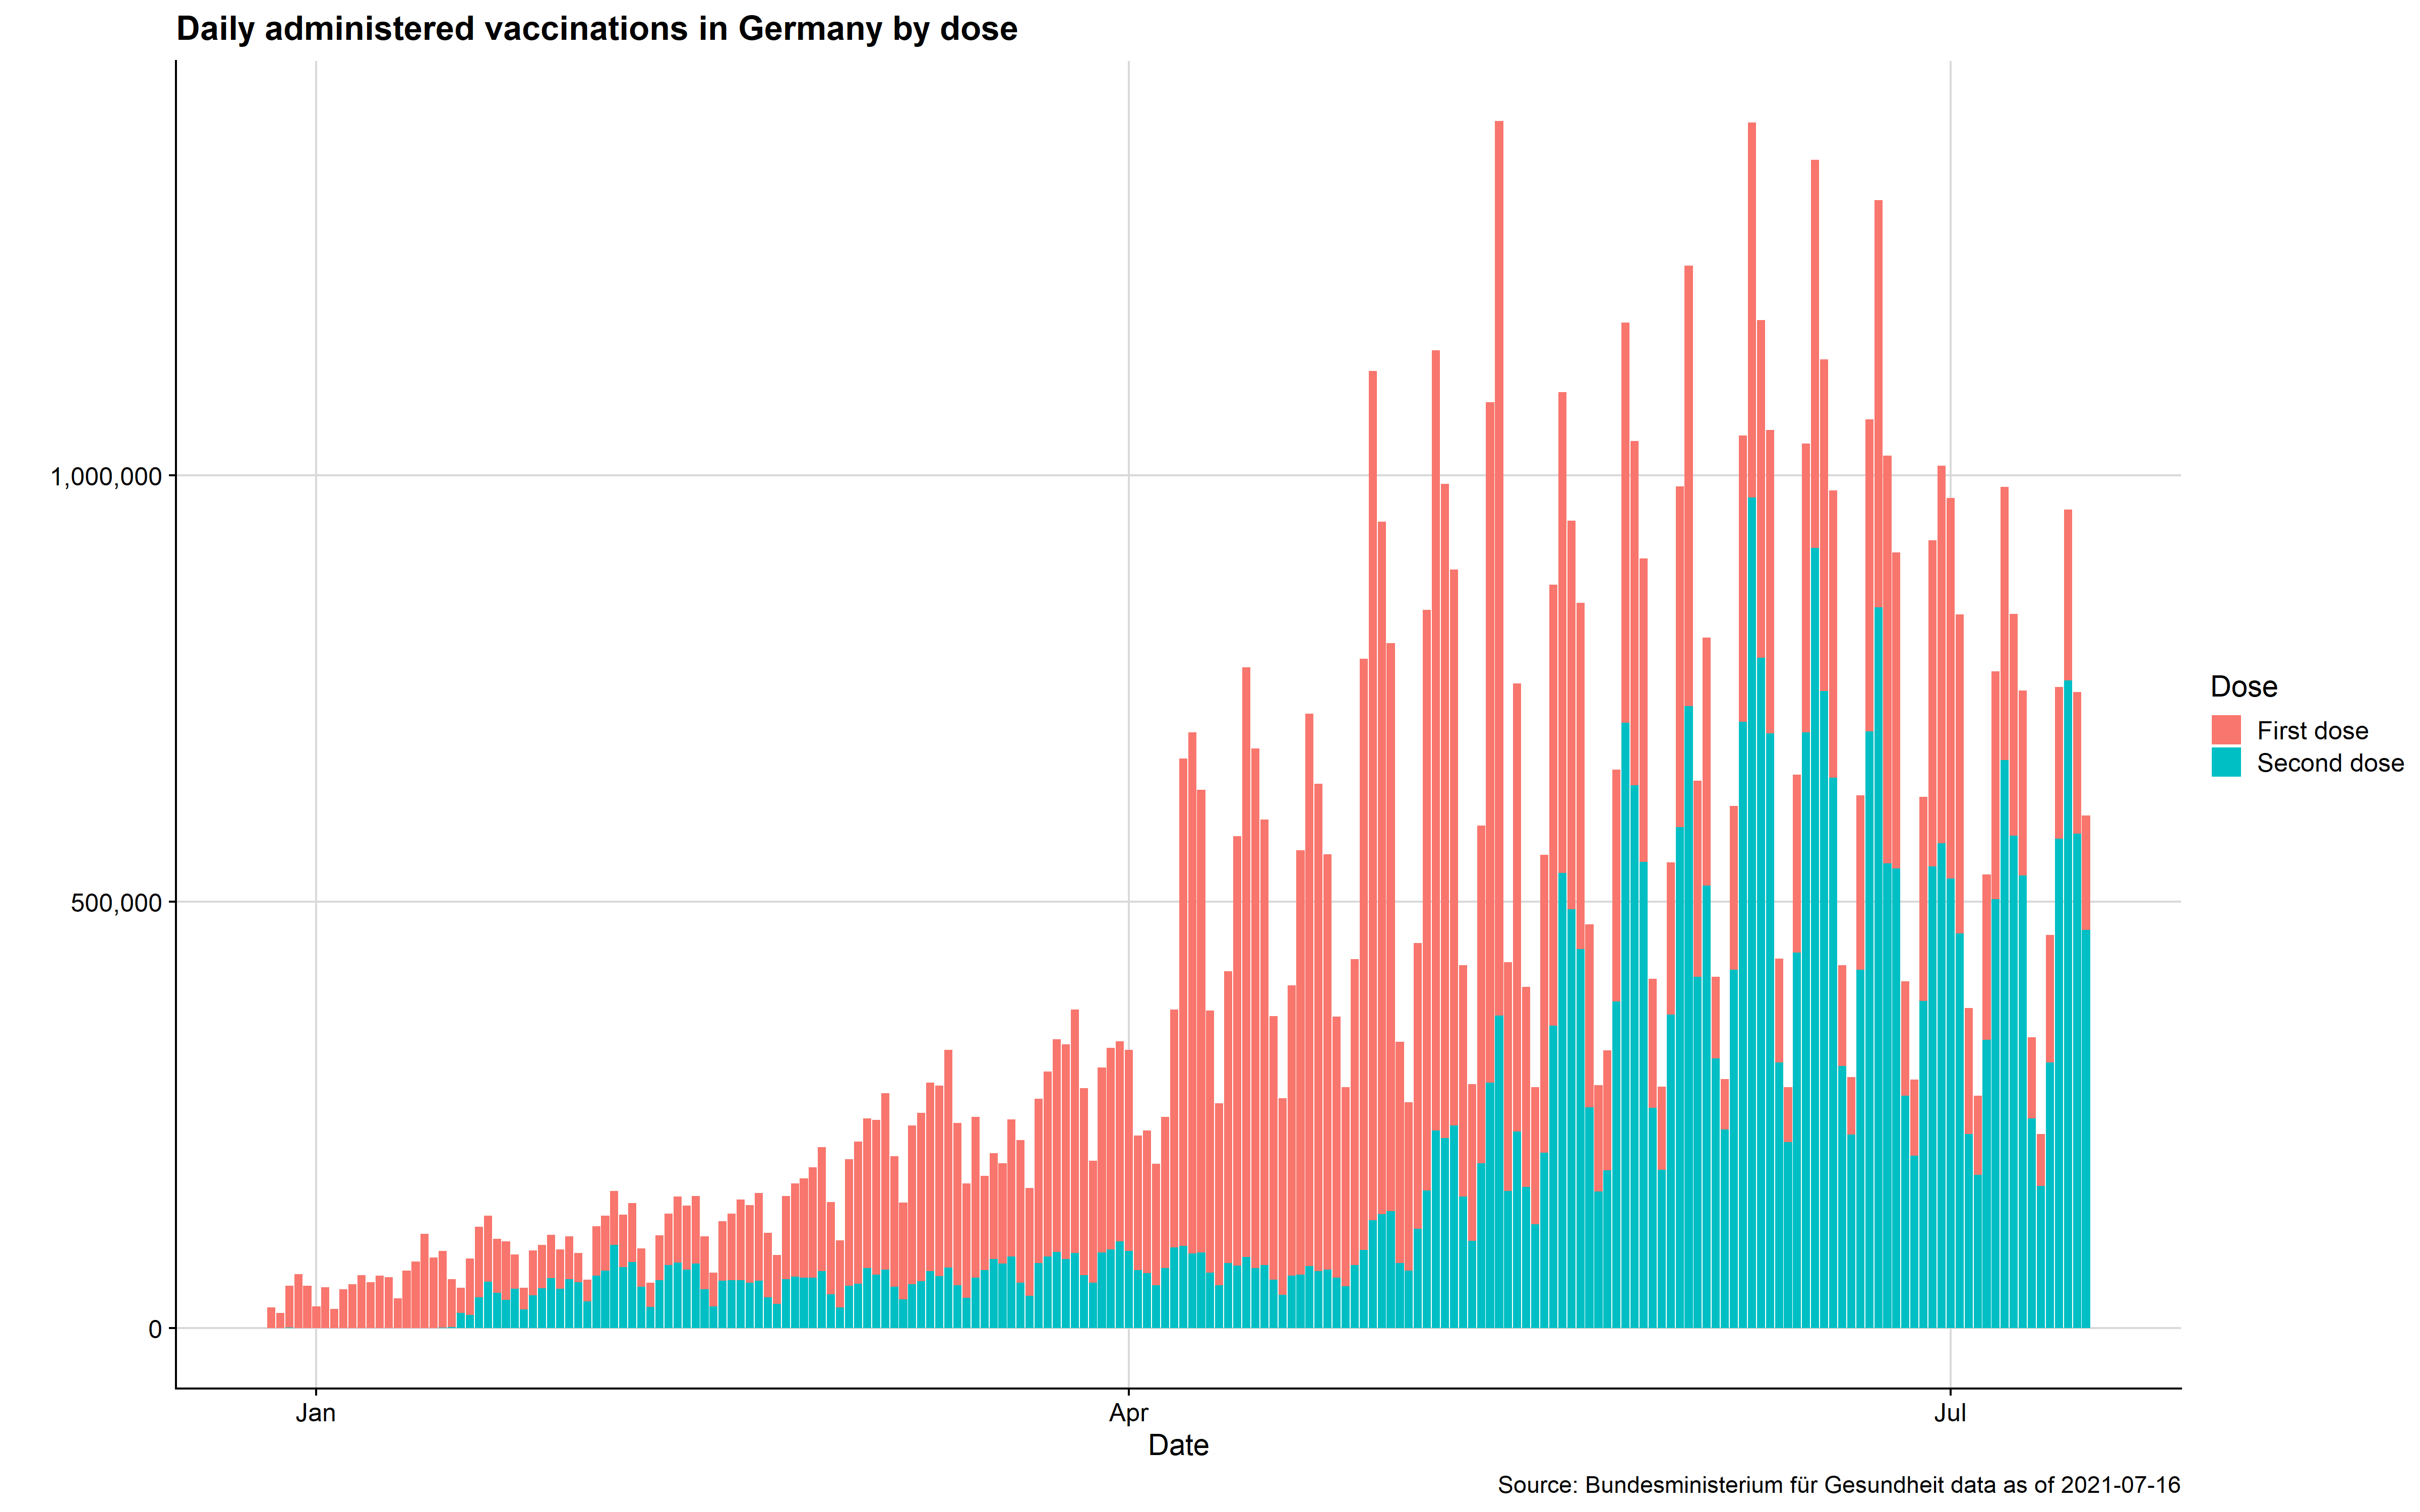 Daily administered vaccinations in Germany by dose
1,000,000
500,000
0
Jan
Apr
Jul
Date
Dose
First dose
Second dose
Source: Bundesministerium für Gesundheit data as of 2021-07-16